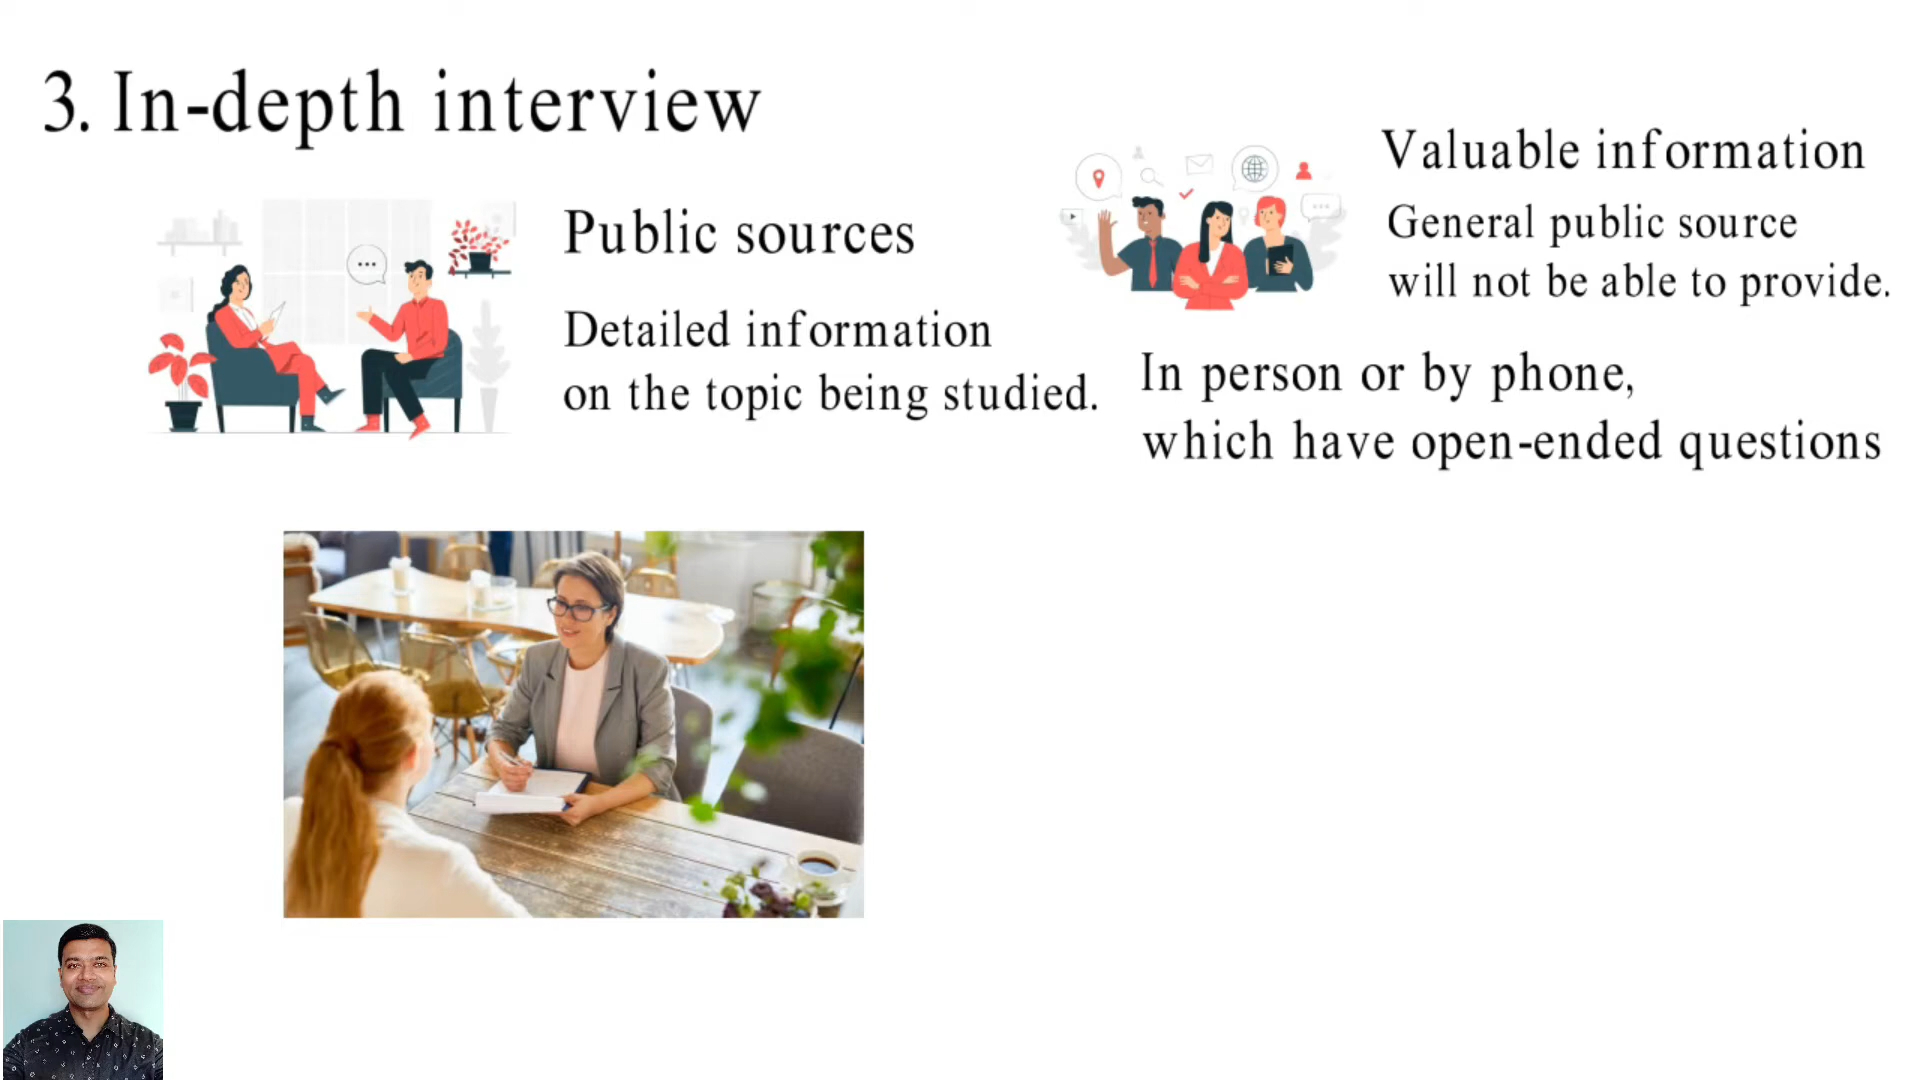 3. In-depth interview
Public sources
Detailed information
on the topic being studied.
Valuable information
General public source
will not be able to provide.
In person or by phone,
which have open-ended questions